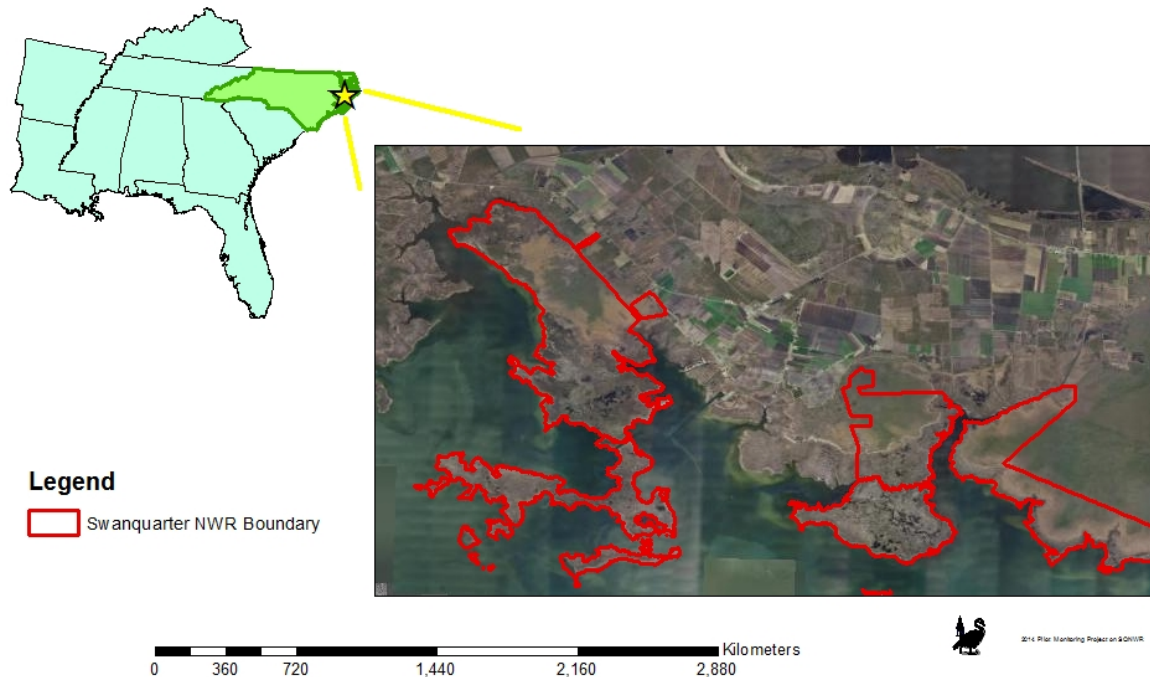 Legend
Swanquarter NWR Boundary
Kilometers
0 360 720 1,440 2,160 2,880
2014 Pilot Monitoring Project on SQNWR